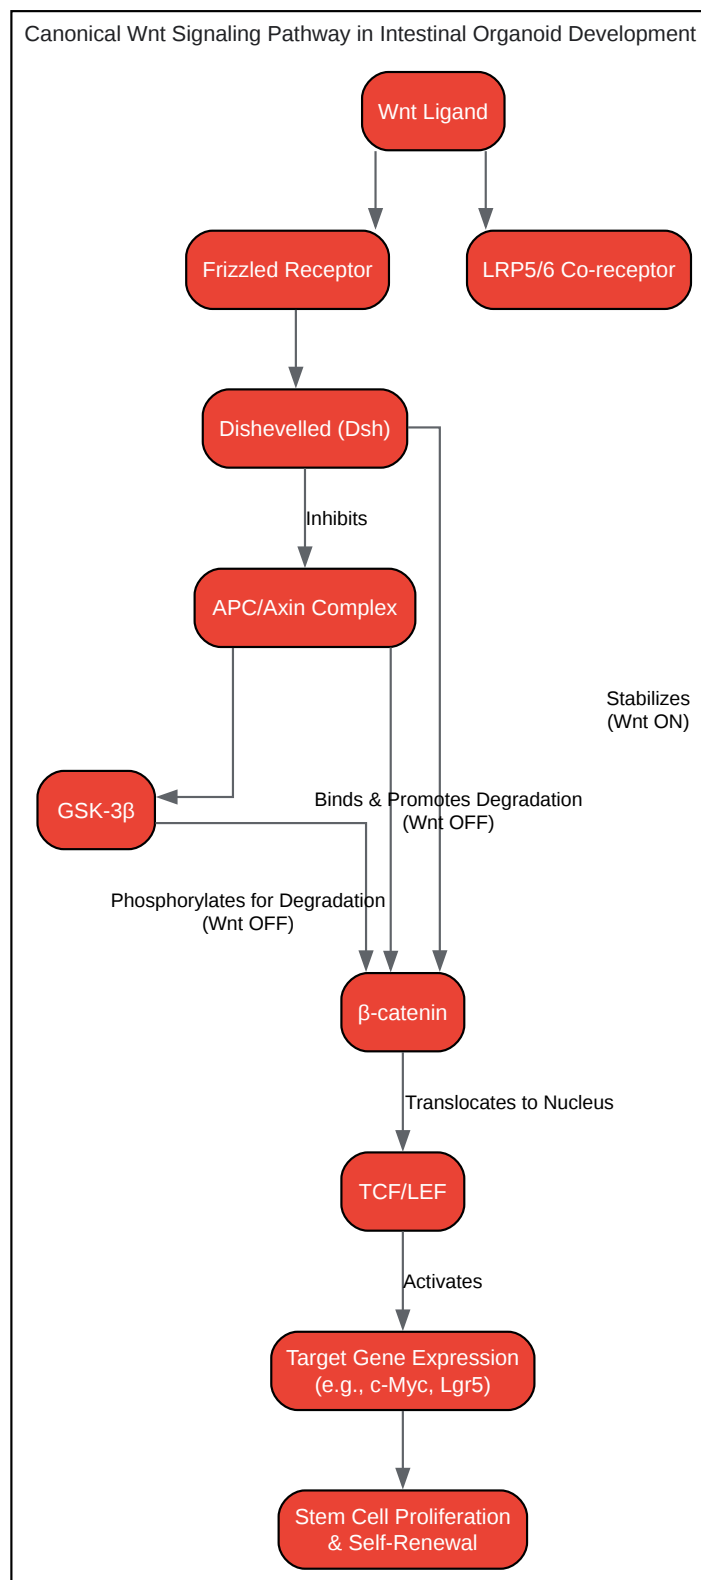 Canonical Wnt Signaling Pathway in Intestinal Organoid Development
Wnt Ligand
Frizzled Receptor
LRP5/6 Co-receptor
Dishevelled (Dsh)
Inhibits
APC/Axin Complex
Stabilizes
(Wnt ON)
GSK-3β
Binds & Promotes Degradation
(Wnt OFF)
Phosphorylates for Degradation
(Wnt OFF)
β-catenin
Translocates to Nucleus
TCF/LEF
Activates
Target Gene Expression
(e.g., c-Myc, Lgr5)
Stem Cell Proliferation
& Self-Renewal